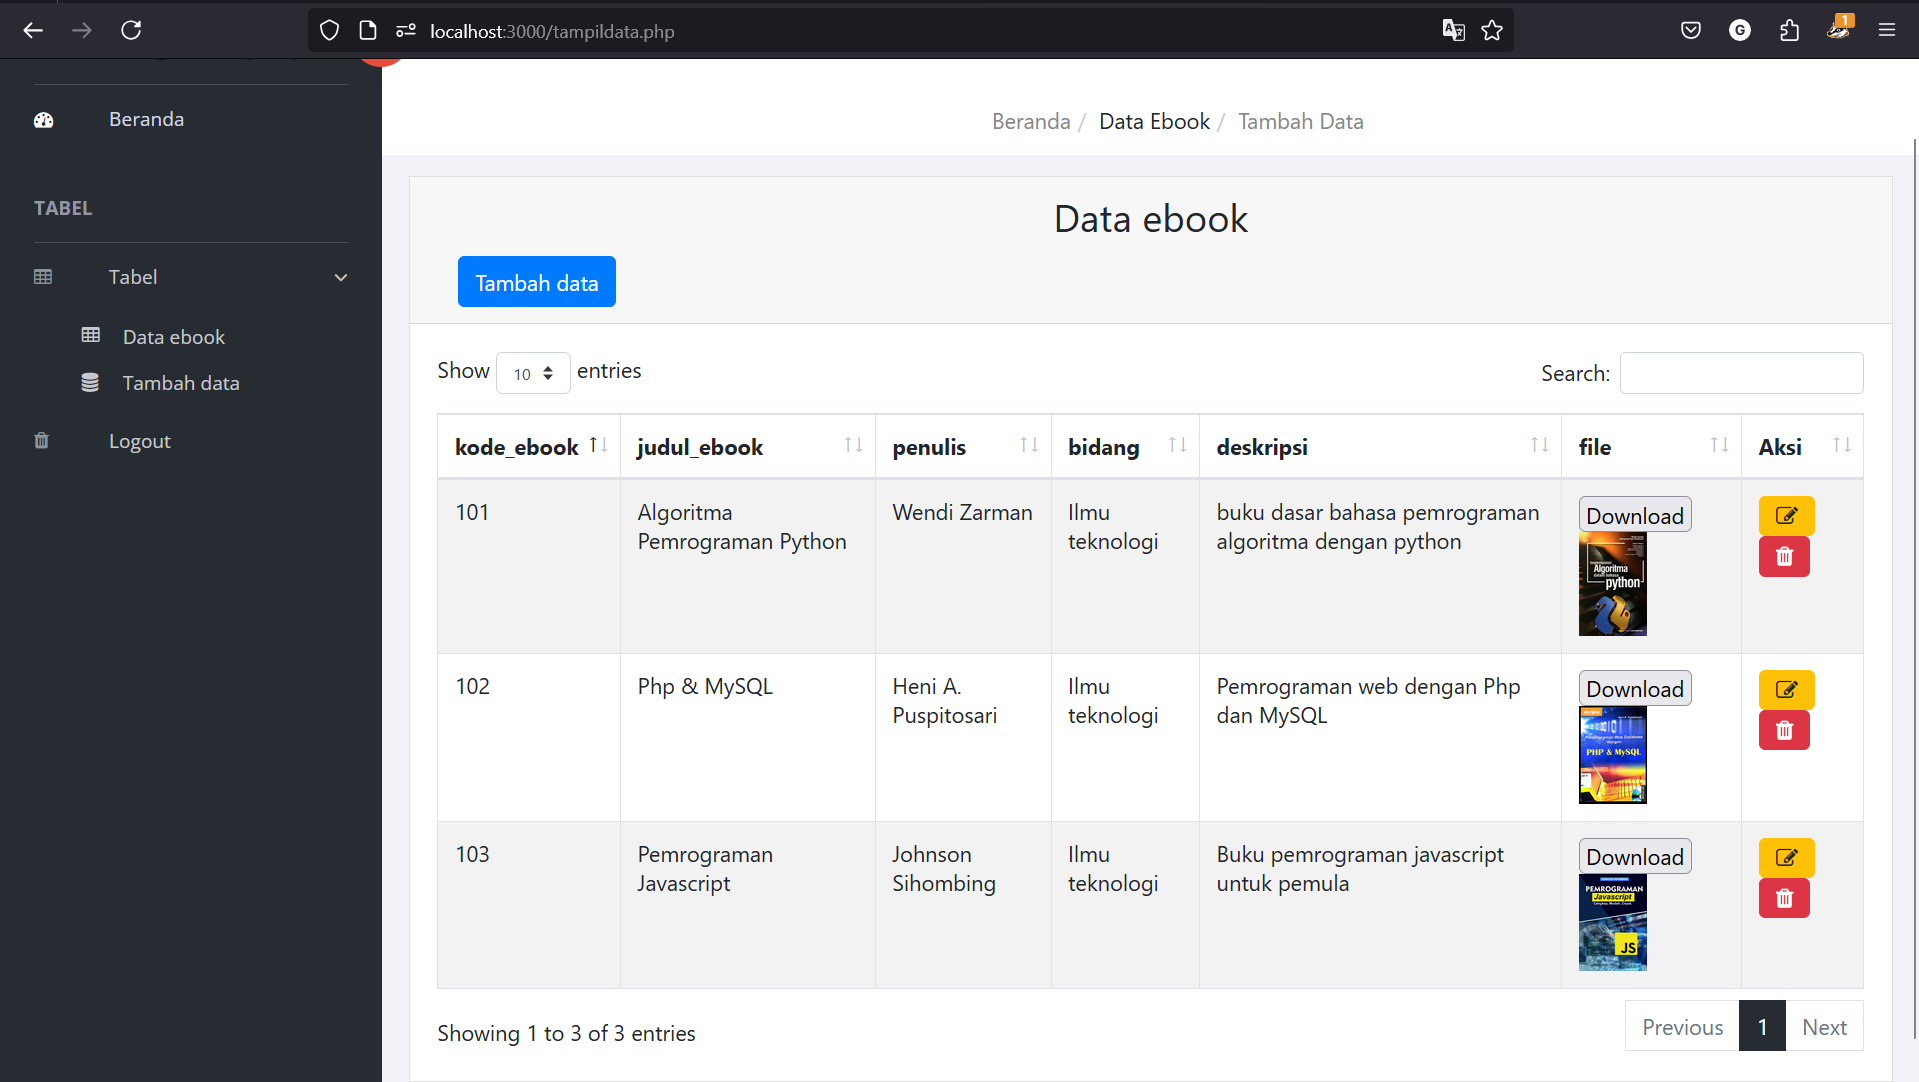 localhost:3000/tampildata.php
1
Beranda
TABEL
Tabel
Data ebook
Tambah data
Logout
Beranda / Data Ebook / Tambah Data
Data ebook
Tambah data
Show 10 entries
Search:
kode_ebook judul_ebook penulis bidang deskripsi file Aksi
101 Algoritma Wendi Zarman Ilmu buku dasar bahasa pemrograman Download
Pemrograman Python teknologi algoritma dengan python
Algoritma
python
102 Php & MySQL Heni A. Ilmu Pemrograman web dengan Php Download
Puspitosari teknologi dan MySQL
PHP & MySQL
103 Pemrograman Johnson Ilmu Buku pemrograman javascript Download
Javascript Sihombing teknologi untuk pemula
PEMROGRAMAN
Javascript
JS
Showing 1 to 3 of 3 entries
Previous 1 Next